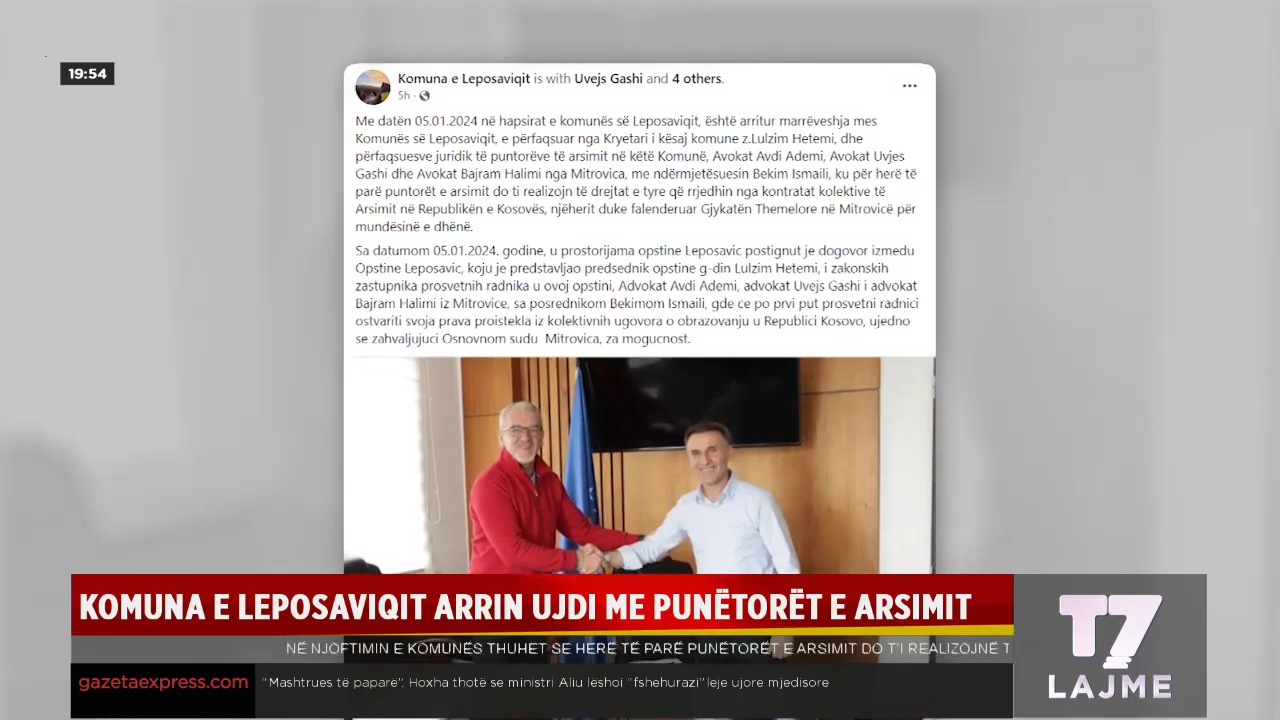 19:54
Komuna e Leposaviqit is with Uvejs Gashi and 4 others.
5h ·
Me datën 05.01.2024 në hapsirat e komunës së Leposaviqit, është arritur marrëveshja mes
Komunës së Leposaviqit, e përfaqsuar nga Kryetari i kësaj komune z.Lulzim Hetemi, dhe
përfaqsuesve juridik të puntorëve të arsimit në këtë Komunë, Avokat Avdi Ademi, Avokat Uvjes
Gashi dhe Avokat Bajram Halimi nga Mitrovica, me ndërmjetësuesin Bekim Ismaili, ku për herë të
parë puntorët e arsimit do ti realizojn të drejtat e tyre që rrjedhin nga kontratat kolektive të
Arsimit në Republikën e Kosovës, njëherit duke falenderuar Gjykatën Themelore në Mitrovicë për
mundësinë e dhënë.
Sa datumom 05.01.2024. godine, u prostorijama opstine Leposavic postignut je dogovor izmedu
Opstine Leposavic, koju je predstavljao predsednik opstine g-din Lulzim Hetemi, i zakonskih
zastupnika prosvetnih radnika u ovoj opstini, Advokat Avdi Ademi, advokat Uvejs Gashi i advokat
Bajram Halimi iz Mitrovice, sa posrednikom Bekimom Ismaili, gde ce po prvi put prosvetni radnici
ostvariti svoja prava proistekla iz kolektivnih ugovora o obrazovanju u Republici Kosovo, ujedno
se zahvaljujuci Osnovnom sudu  Mitrovica, za mogucnost.
KOMUNA E LEPOSAVIQIT ARRIN UJDI ME PUNËTORËT E ARSIMIT
NË NJOFTIMIN E KOMUNËS THUHET SE HERË TË PARË PUNËTORËT E ARSIMIT DO T'I REALIZOJNË T
gazetaexpress.com
"Mashtrues të paparë"; Hoxha thotë se ministri Aliu lëshoi "fshehurazi" leje ujore mjedisore
T7
LAJME